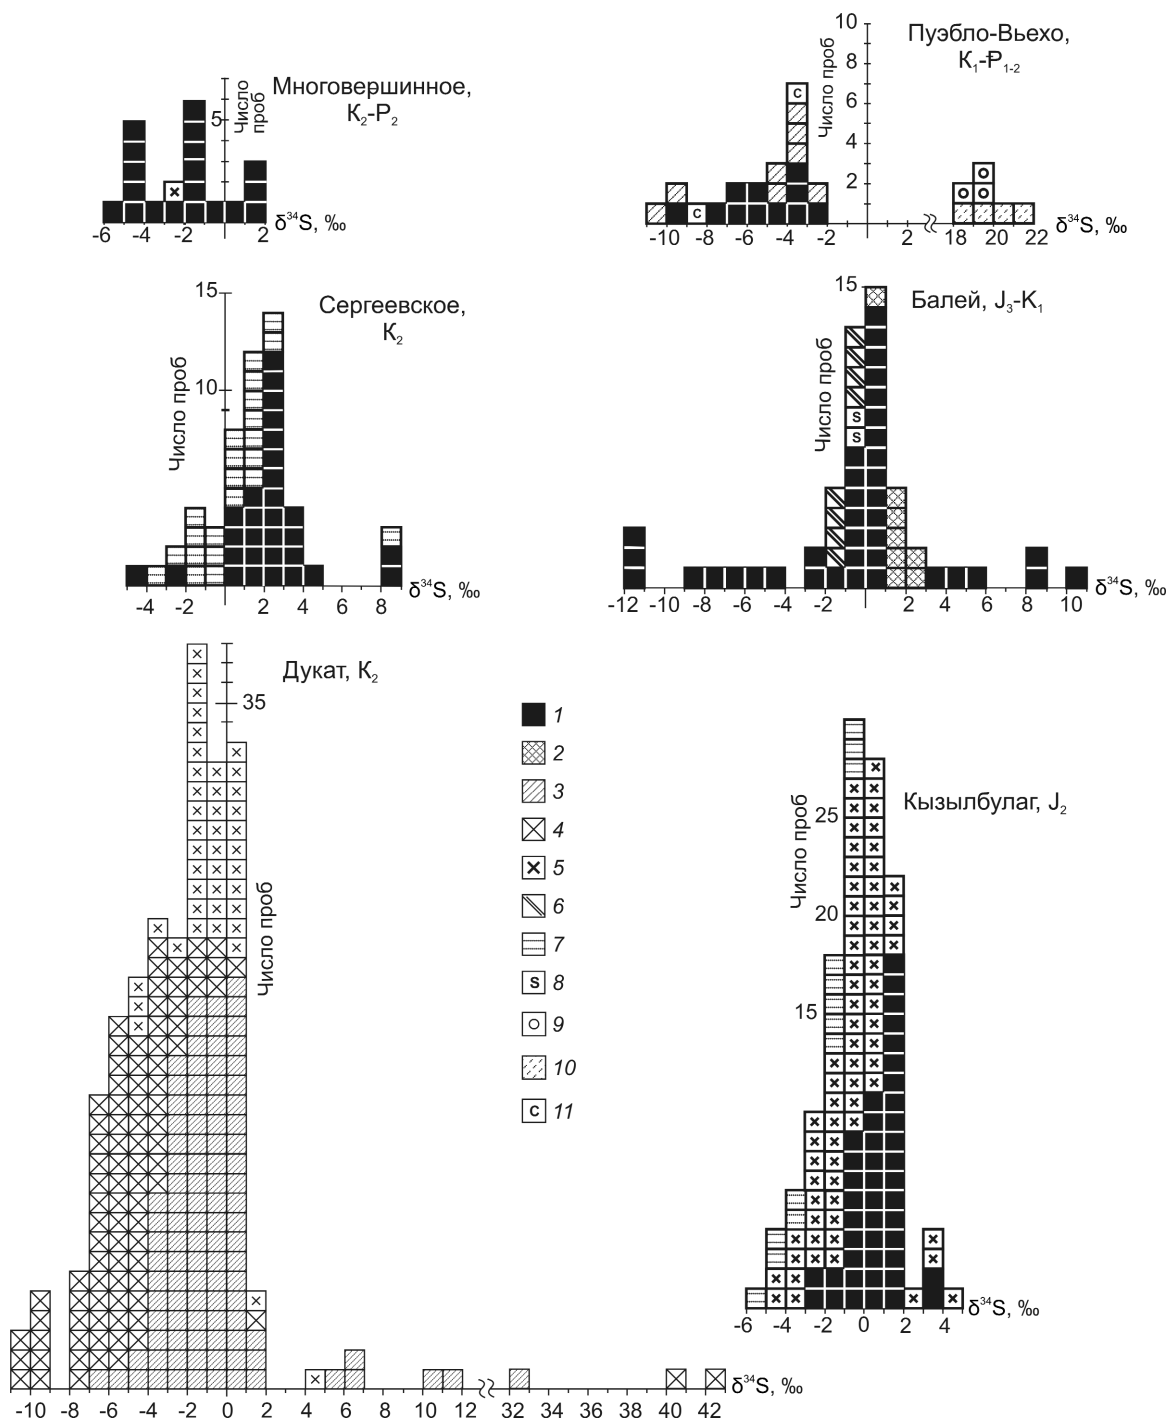 Многовершинное,
K₂-P₂
Число
проб
5
-6 -4 -2 2 δ³⁴S, ‰
Пуэбло-Вьехо,
K₁-Ᵽ₁₋₂
Число проб
10
8
6
4
2
C
C
-10 -8 -6 -4 -2 2 18 20 22 δ³⁴S, ‰
Сергеевское,
K₂
Число проб
15
10
-4 -2 2 4 6 8 δ³⁴S, ‰
Балей, J₃-K₁
Число проб
15
S
S
-12 -10 -8 -6 -4 -2 0 2 4 6 8 10 δ³⁴S, ‰
Дукат, K₂
35
Число проб
-10 -8 -6 -4 -2 0 2 4 6 8 10 12 32 34 36 38 40 42 δ³⁴S, ‰
1
2
3
4
5
6
7
S 8
9
10
C 11
Кызылбулаг, J₂
Число проб
25
20
15
-6 -4 -2 0 2 4 δ³⁴S, ‰